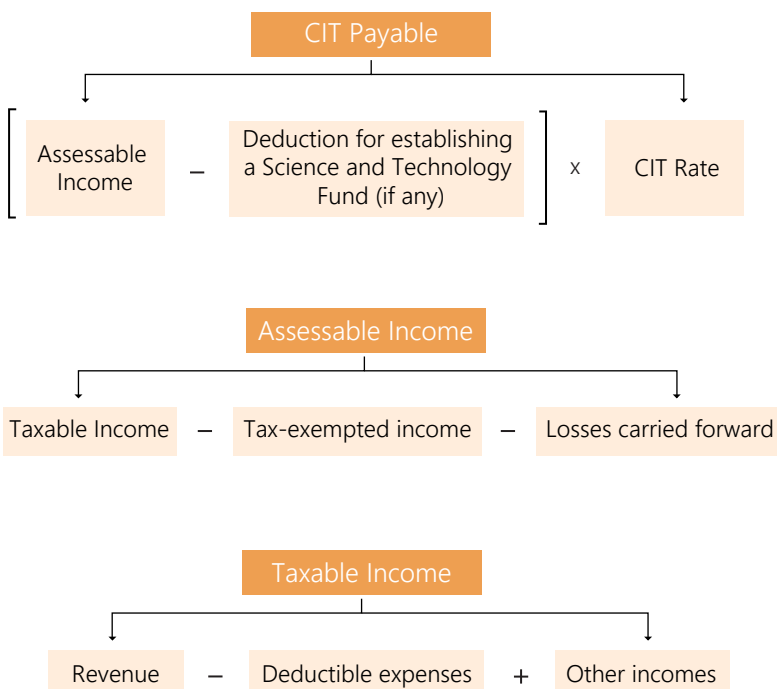 CIT Payable
[ Assessable Income – Deduction for establishing a Science and Technology Fund (if any) ] x CIT Rate
Assessable Income
Taxable Income – Tax-exempted income – Losses carried forward
Taxable Income
Revenue – Deductible expenses + Other incomes